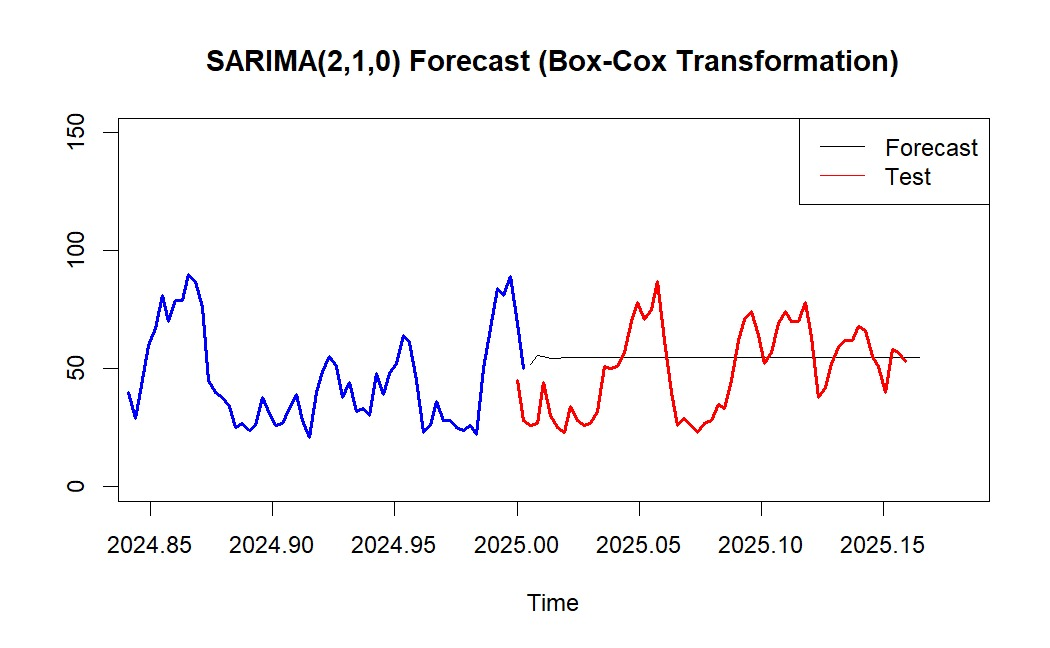 SARIMA(2,1,0) Forecast (Box-Cox Transformation)
150
100
50
0
Forecast
Test
2024.85 2024.90 2024.95 2025.00 2025.05 2025.10 2025.15
Time